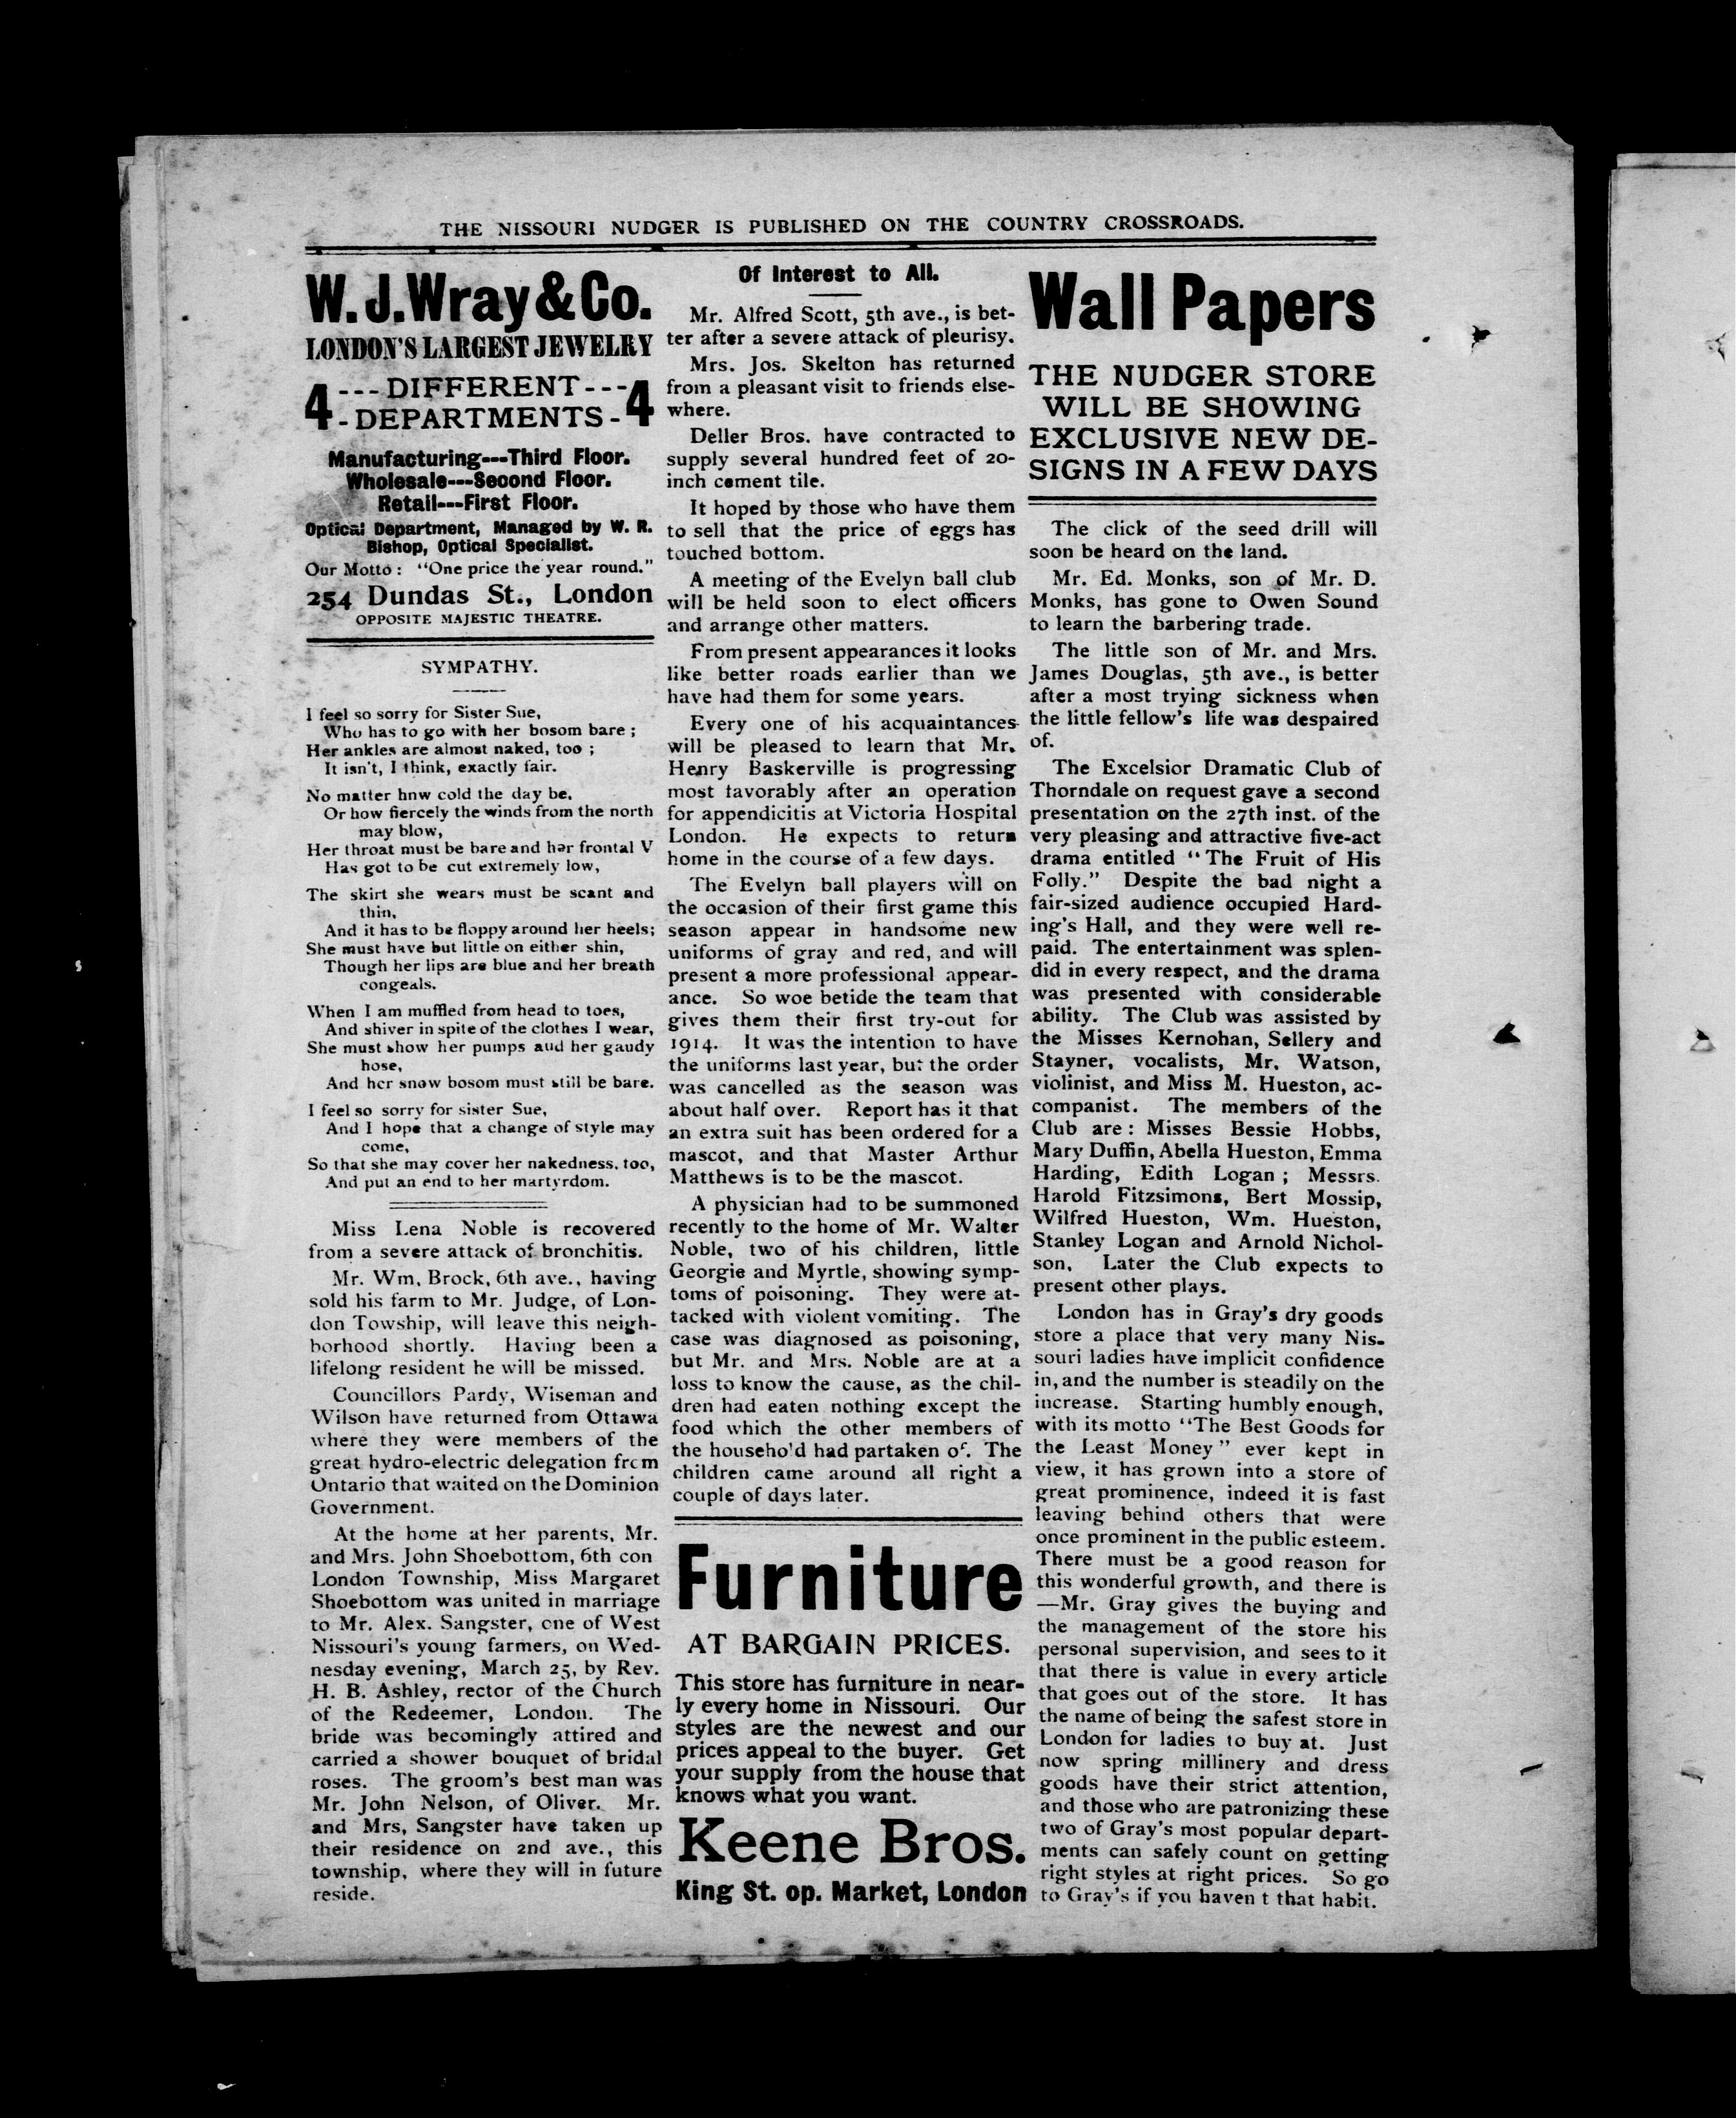 THE NISSOURI NUDGER IS PUBLISHED ON THE COUNTRY CROSSROADS.
W. J. Wray & Co.
LONDON'S LARGEST JEWELRY
4 --- DIFFERENT --- 4
- DEPARTMENTS -
Manufacturing---Third Floor.
Wholesale---Second Floor.
Retail---First Floor.
Optical Department, Managed by W. R.
Bishop, Optical Specialist.
Our Motto: "One price the year round."
254 Dundas St., London
OPPOSITE MAJESTIC THEATRE.
SYMPATHY.
I feel so sorry for Sister Sue,
Who has to go with her bosom bare;
Her ankles are almost naked, too;
It isn't, I think, exactly fair.
No matter hnw cold the day be,
Or how fiercely the winds from the north
may blow,
Her throat must be bare and her frontal V
Has got to be cut extremely low,
The skirt she wears must be scant and
thin,
And it has to be floppy around her heels;
She must have but little on either shin,
Though her lips are blue and her breath
congeals.
When I am muffled from head to toes,
And shiver in spite of the clothes I wear,
She must show her pumps aud her gaudy
hose,
And her snow bosom must still be bare.
I feel so sorry for sister Sue,
And I hope that a change of style may
come,
So that she may cover her nakedness, too,
And put an end to her martyrdom.
Miss Lena Noble is recovered
from a severe attack of bronchitis.
Mr. Wm, Brock, 6th ave., having
sold his farm to Mr. Judge, of Lon-
don Towship, will leave this neigh-
borhood shortly. Having been a
lifelong resident he will be missed.
Councillors Pardy, Wiseman and
Wilson have returned from Ottawa
where they were members of the
great hydro-electric delegation from
Ontario that waited on the Dominion
Government.
At the home at her parents, Mr.
and Mrs. John Shoebottom, 6th con
London Township, Miss Margaret
Shoebottom was united in marriage
to Mr. Alex. Sangster, one of West
Nissouri's young farmers, on Wed-
nesday evening, March 25, by Rev.
H. B. Ashley, rector of the Church
of the Redeemer, London. The
bride was becomingly attired and
carried a shower bouquet of bridal
roses. The groom's best man was
Mr. John Nelson, of Oliver. Mr.
and Mrs, Sangster have taken up
their residence on 2nd ave., this
township, where they will in future
reside.
Of Interest to All.
Mr. Alfred Scott, 5th ave., is bet-
ter after a severe attack of pleurisy.
Mrs. Jos. Skelton has returned
from a pleasant visit to friends else-
where.
Deller Bros. have contracted to
supply several hundred feet of 20-
inch cement tile.
It hoped by those who have them
to sell that the price of eggs has
touched bottom.
A meeting of the Evelyn ball club
will be held soon to elect officers
and arrange other matters.
From present appearances it looks
like better roads earlier than we
have had them for some years.
Every one of his acquaintances
will be pleased to learn that Mr.
Henry Baskerville is progressing
most favorably after an operation
for appendicitis at Victoria Hospital
London. He expects to return
home in the course of a few days.
The Evelyn ball players will on
the occasion of their first game this
season appear in handsome new
uniforms of gray and red, and will
present a more professional appear-
ance. So woe betide the team that
gives them their first try-out for
1914. It was the intention to have
the uniforms last year, but the order
was cancelled as the season was
about half over. Report has it that
an extra suit has been ordered for a
mascot, and that Master Arthur
Matthews is to be the mascot.
A physician had to be summoned
recently to the home of Mr. Walter
Noble, two of his children, little
Georgie and Myrtle, showing symp-
toms of poisoning. They were at-
tacked with violent vomiting. The
case was diagnosed as poisoning,
but Mr. and Mrs. Noble are at a
loss to know the cause, as the chil-
dren had eaten nothing except the
food which the other members of
the household had partaken of. The
children came around all right a
couple of days later.
Furniture
AT BARGAIN PRICES.
This store has furniture in near-
ly every home in Nissouri. Our
styles are the newest and our
prices appeal to the buyer. Get
your supply from the house that
knows what you want.
Keene Bros.
King St. op. Market, London
Wall Papers
THE NUDGER STORE
WILL BE SHOWING
EXCLUSIVE NEW DE-
SIGNS IN A FEW DAYS
The click of the seed drill will
soon be heard on the land.
Mr. Ed. Monks, son of Mr. D.
Monks, has gone to Owen Sound
to learn the barbering trade.
The little son of Mr. and Mrs.
James Douglas, 5th ave., is better
after a most trying sickness when
the little fellow's life was despaired
of.
The Excelsior Dramatic Club of
Thorndale on request gave a second
presentation on the 27th inst. of the
very pleasing and attractive five-act
drama entitled "The Fruit of His
Folly." Despite the bad night a
fair-sized audience occupied Hard-
ing's Hall, and they were well re-
paid. The entertainment was splen-
did in every respect, and the drama
was presented with considerable
ability. The Club was assisted by
the Misses Kernohan, Sellery and
Stayner, vocalists, Mr. Watson,
violinist, and Miss M. Hueston, ac-
companist. The members of the
Club are: Misses Bessie Hobbs,
Mary Duffin, Abella Hueston, Emma
Harding, Edith Logan; Messrs.
Harold Fitzsimons, Bert Mossip,
Wilfred Hueston, Wm. Hueston,
Stanley Logan and Arnold Nichol-
son, Later the Club expects to
present other plays.
London has in Gray's dry goods
store a place that very many Nis-
souri ladies have implicit confidence
in, and the number is steadily on the
increase. Starting humbly enough,
with its motto "The Best Goods for
the Least Money" ever kept in
view, it has grown into a store of
great prominence, indeed it is fast
leaving behind others that were
once prominent in the public esteem.
There must be a good reason for
this wonderful growth, and there is
—Mr. Gray gives the buying and
the management of the store his
personal supervision, and sees to it
that there is value in every article
that goes out of the store. It has
the name of being the safest store in
London for ladies to buy at. Just
now spring millinery and dress
goods have their strict attention,
and those who are patronizing these
two of Gray's most popular depart-
ments can safely count on getting
right styles at right prices. So go
to Gray's if you haven t that habit.